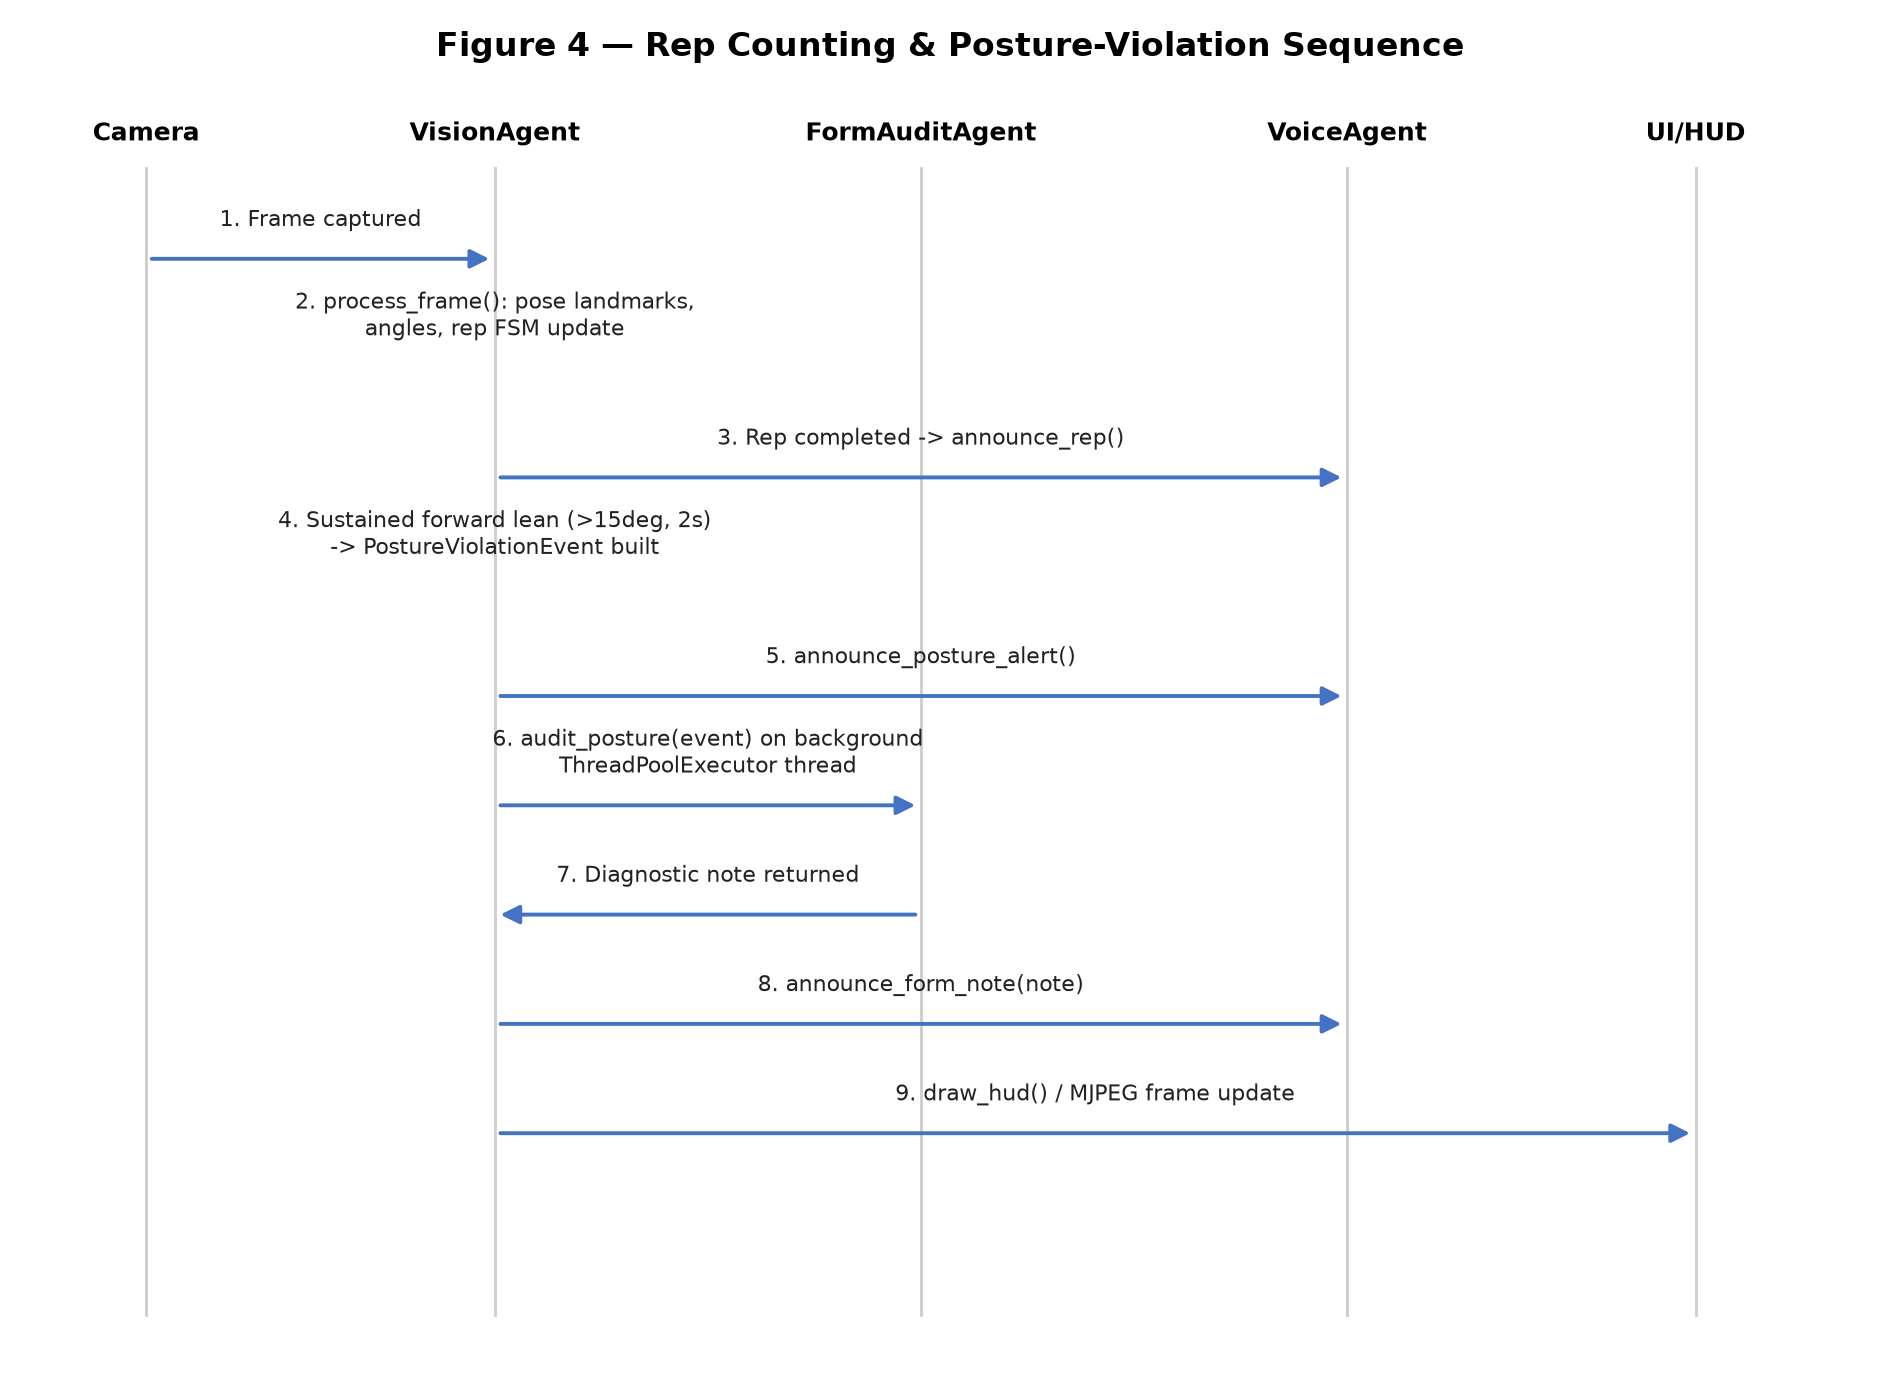 Figure 4 — Rep Counting & Posture-Violation Sequence
Camera
VisionAgent
FormAuditAgent
VoiceAgent
UI/HUD
1. Frame captured
2. process_frame(): pose landmarks,
angles, rep FSM update
3. Rep completed -> announce_rep()
4. Sustained forward lean (>15deg, 2s)
-> PostureViolationEvent built
5. announce_posture_alert()
6. audit_posture(event) on background
ThreadPoolExecutor thread
7. Diagnostic note returned
8. announce_form_note(note)
9. draw_hud() / MJPEG frame update